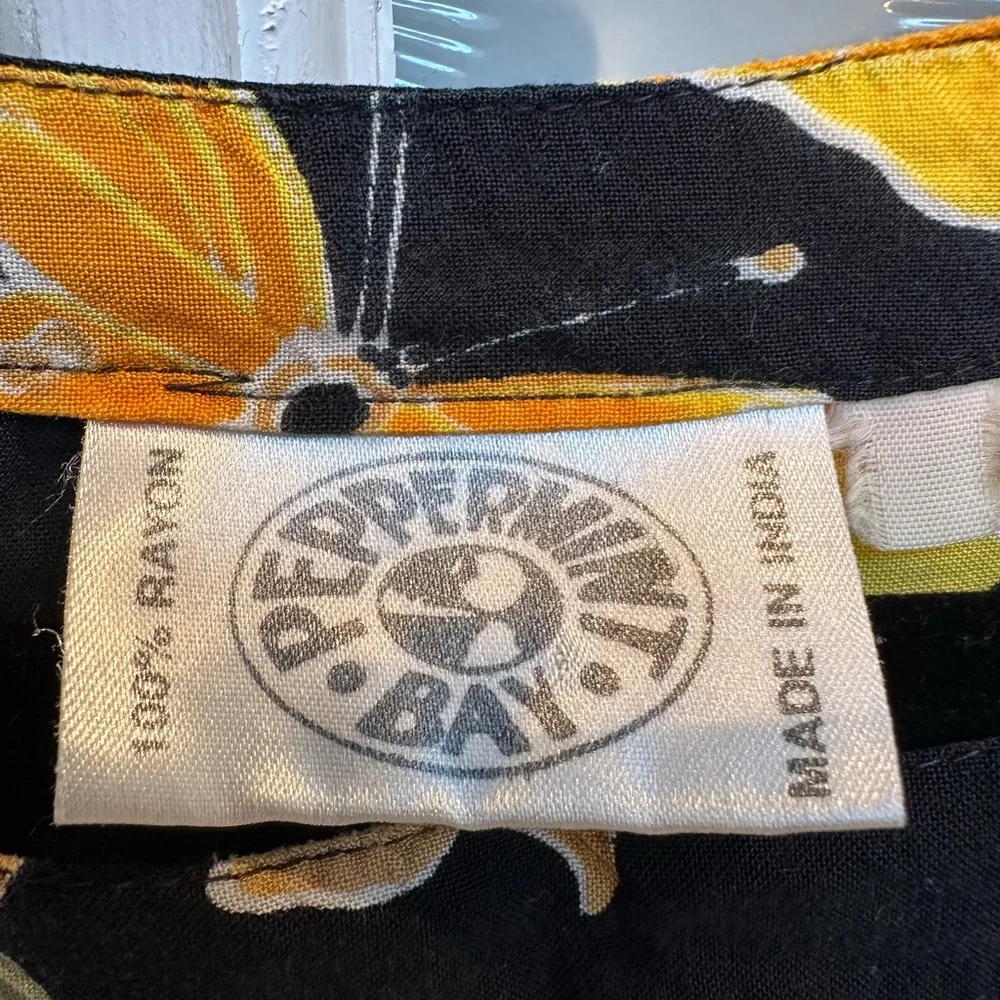 100% RAYON
PEPPERMINT
• BAY •
MADE IN INDIA